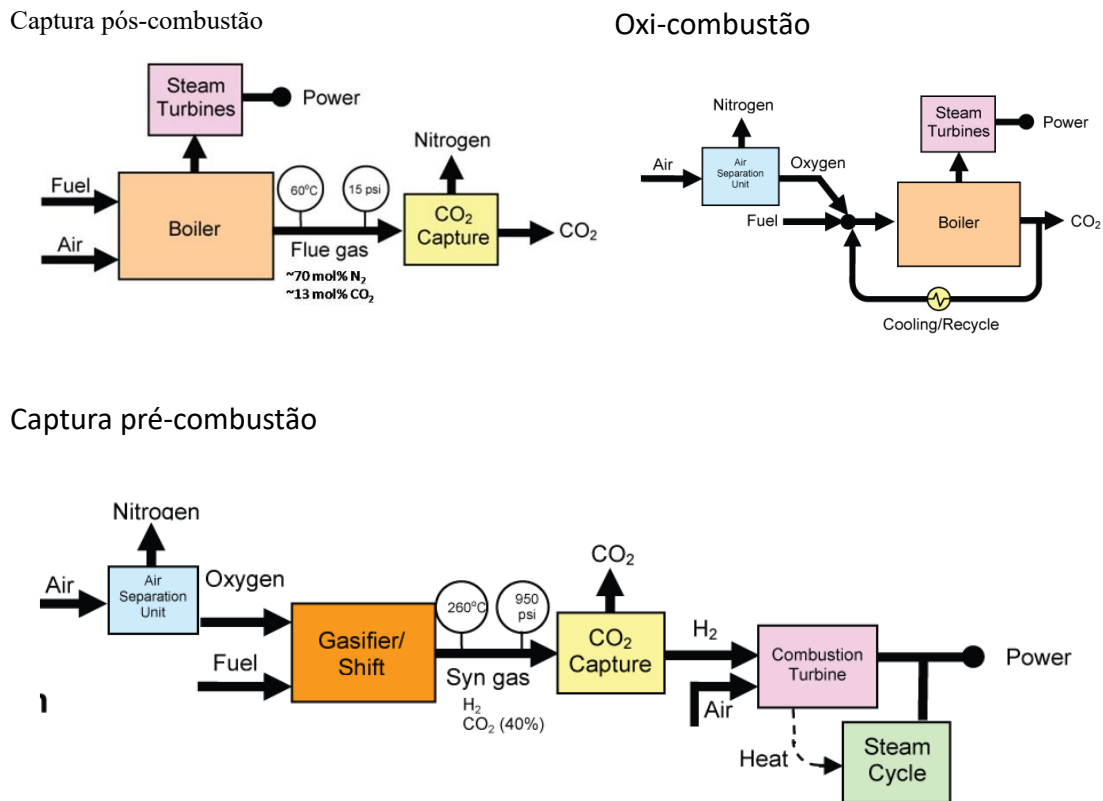 Captura pós-combustão
Steam
Turbines
Power
Fuel
Air
Boiler
60°C
15 psi
Flue gas
~70 mol% N₂
~13 mol% CO₂
Nitrogen
CO₂
Capture
CO₂
Oxi-combustão
Nitrogen
Air
Air
Separation
Unit
Oxygen
Fuel
Steam
Turbines
Power
Boiler
CO₂
Cooling/Recycle
Captura pré-combustão
Nitrogen
Air
Air
Separation
Unit
Oxygen
Fuel
Gasifier/
Shift
260°C
950
psi
Syn gas
H₂
CO₂ (40%)
CO₂
CO₂
Capture
H₂
Air
Combustion
Turbine
Power
Heat
Steam
Cycle